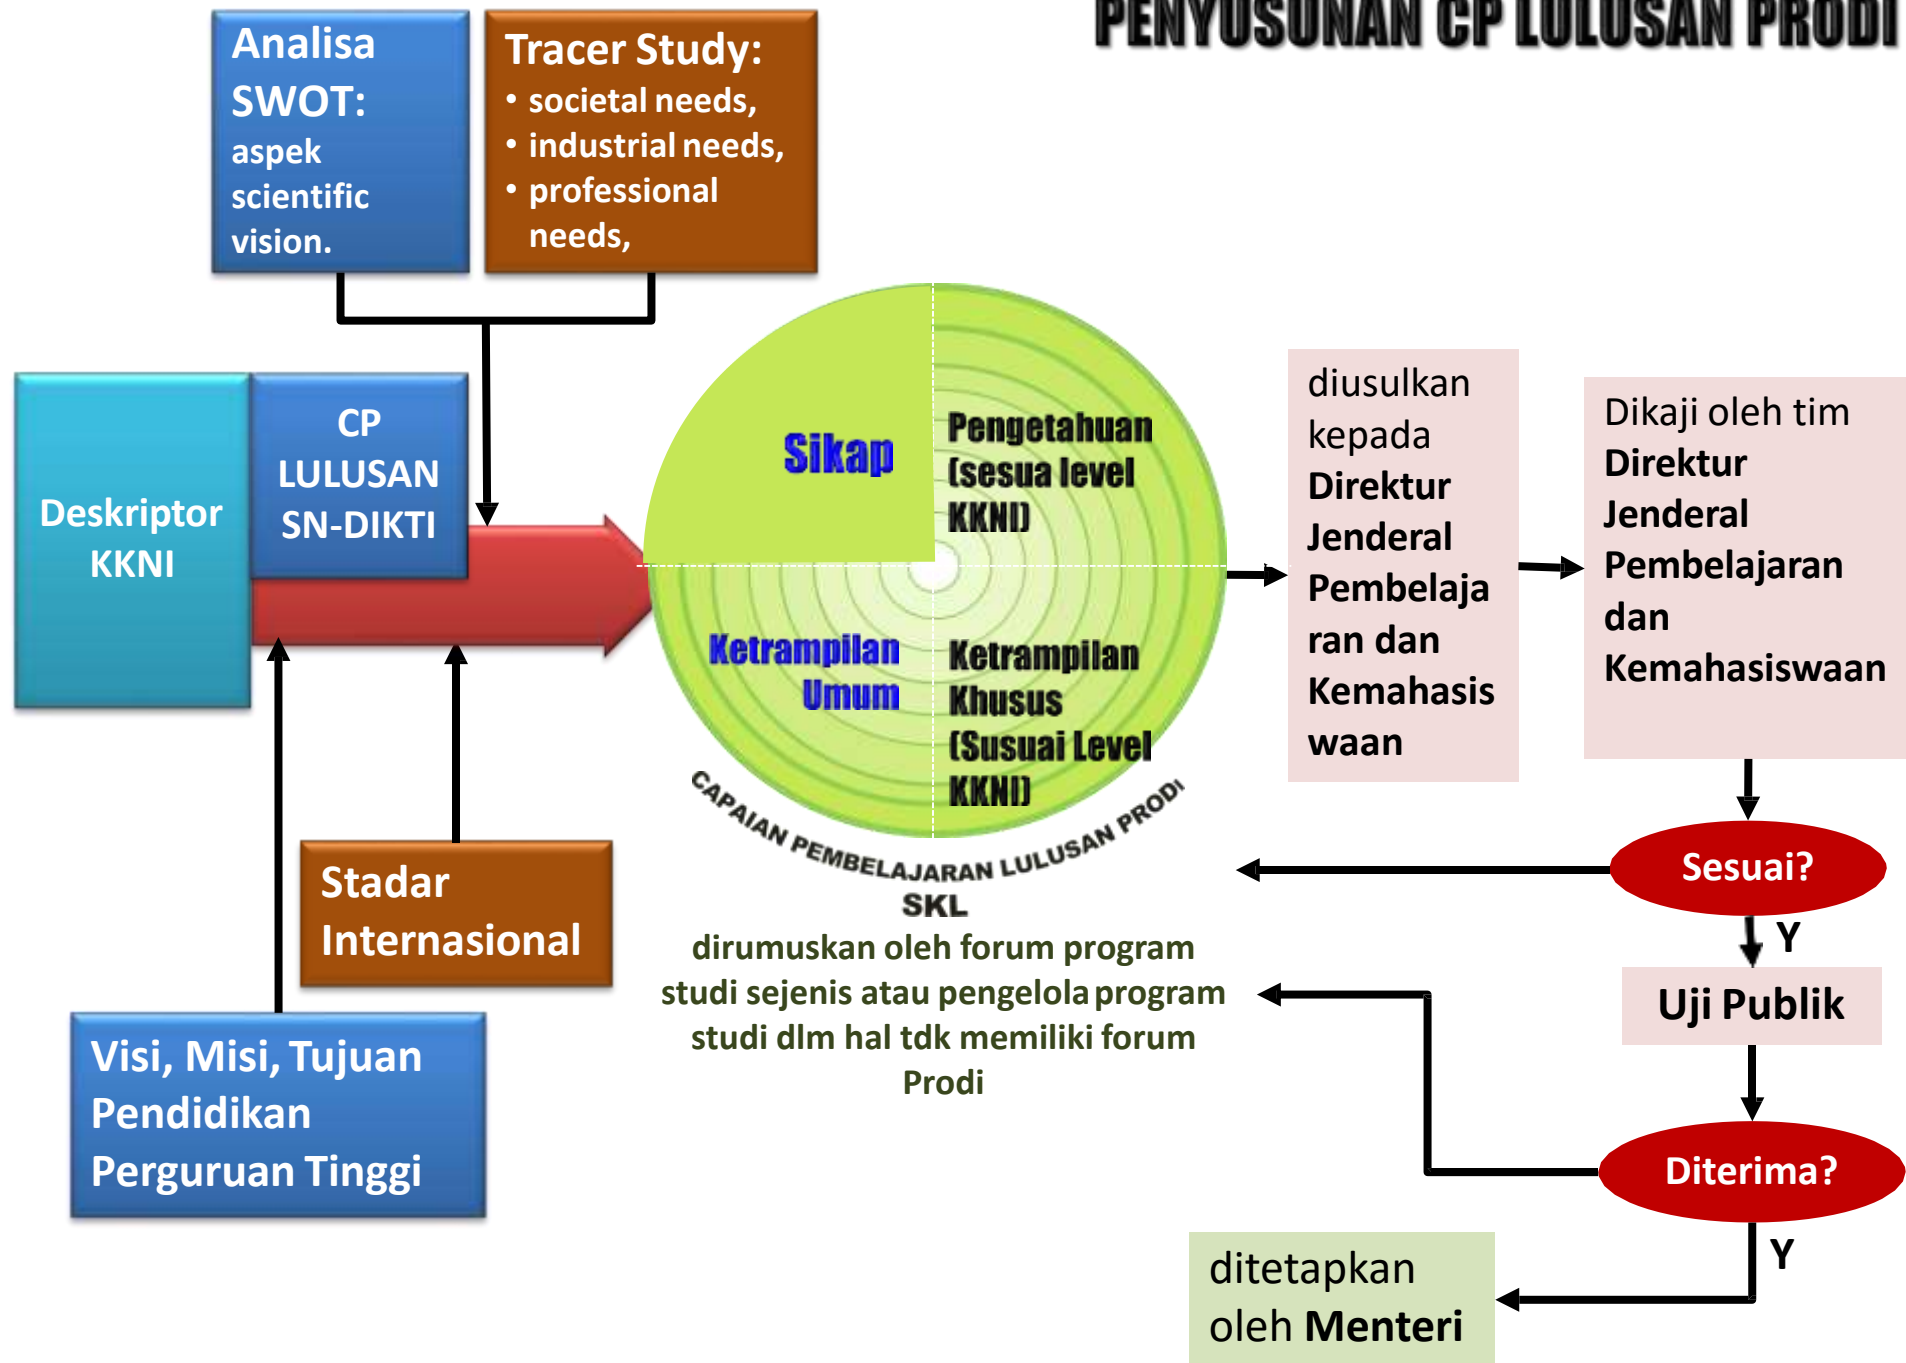 PENYUSUNAN CP LULUSAN PRODI
Analisa
SWOT:
aspek
scientific
vision.
Tracer Study:
• societal needs,
• industrial needs,
• professional
needs,
Deskriptor
KKNI
CP
LULUSAN
SN-DIKTI
Sikap
Pengetahuan
(sesua level
KKNI)
Ketrampilan
Umum
Ketrampilan
Khusus
(Susuai Level
KKNI)
CAPAIAN PEMBELAJARAN LULUSAN PRODI
SKL
dirumuskan oleh forum program
studi sejenis atau pengelola program
studi dlm hal tdk memiliki forum
Prodi
Stadar
Internasional
Visi, Misi, Tujuan
Pendidikan
Perguruan Tinggi
diusulkan
kepada
Direktur
Jenderal
Pembelaja
ran dan
Kemahasis
waan
Dikaji oleh tim
Direktur
Jenderal
Pembelajaran
dan
Kemahasiswaan
Sesuai?
Y
Uji Publik
Diterima?
Y
ditetapkan
oleh Menteri